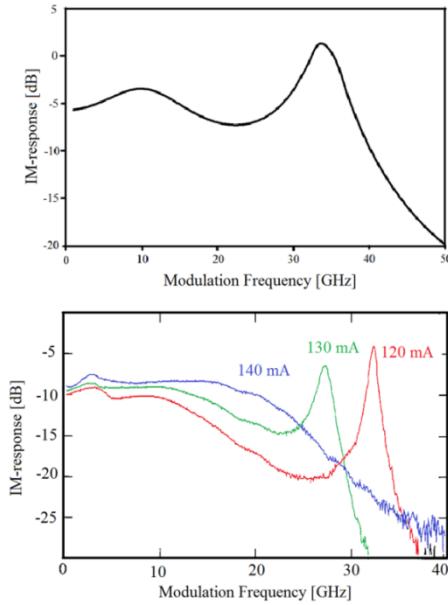 5
0
-5
-10
-15
-20
IM-response [dB]
0 10 20 30 40 50
Modulation Frequency [GHz]
-5
-10
-15
-20
-25
IM-response [dB]
140 mA
130 mA
120 mA
0 10 20 30 40
Modulation Frequency [GHz]